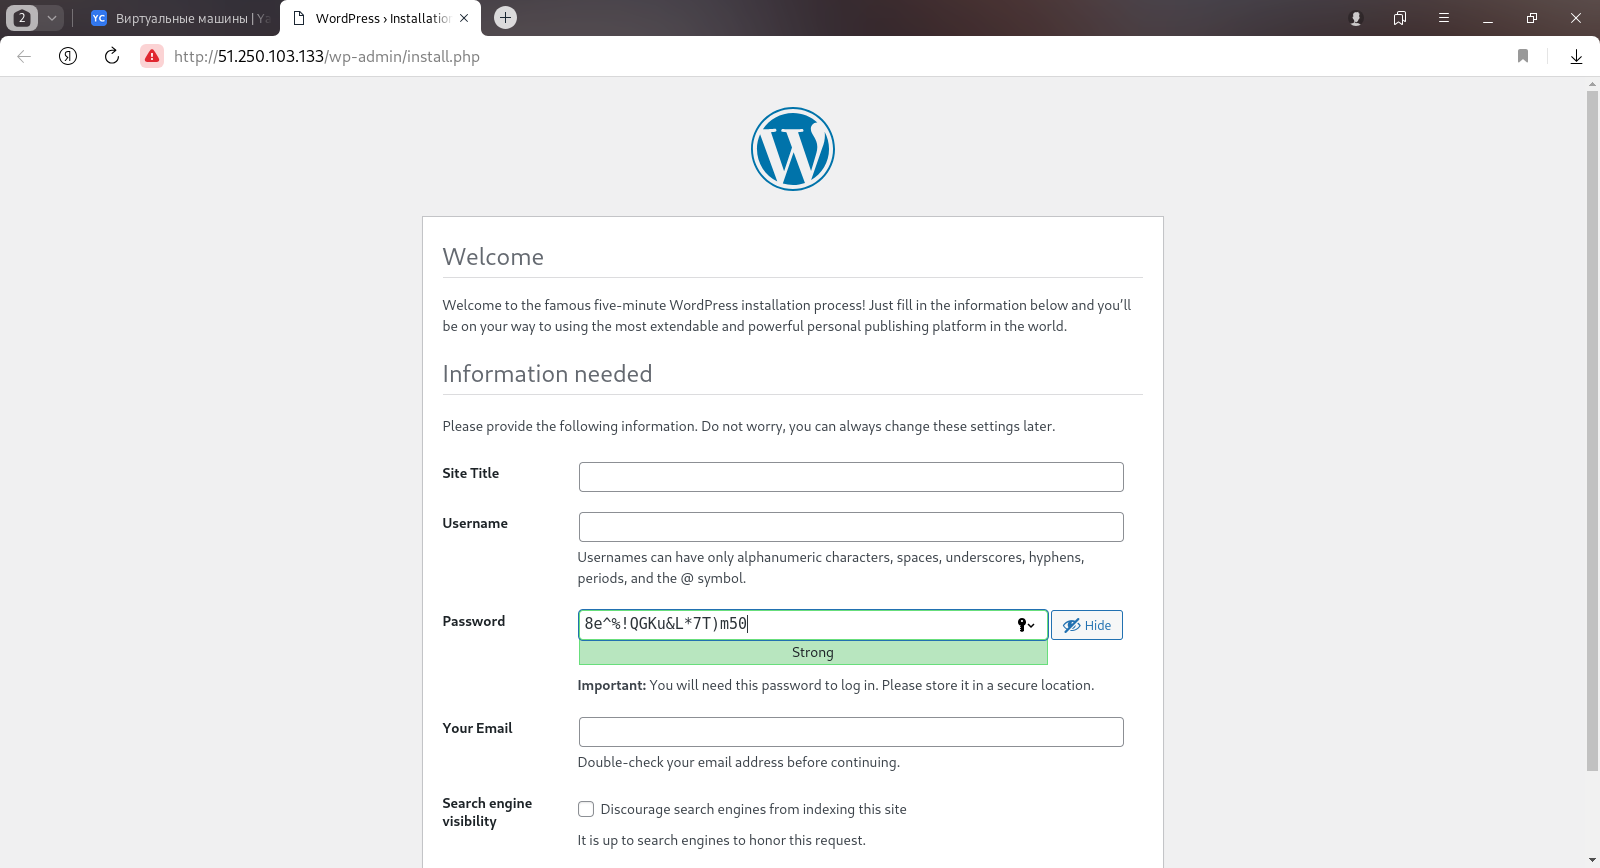 2
YC Виртуальные машины | Ya
WordPress › Installation
Я http://51.250.103.133/wp-admin/install.php
Welcome
Welcome to the famous five-minute WordPress installation process! Just fill in the information below and you’ll
be on your way to using the most extendable and powerful personal publishing platform in the world.
Information needed
Please provide the following information. Do not worry, you can always change these settings later.
Site Title
Username
Usernames can have only alphanumeric characters, spaces, underscores, hyphens,
periods, and the @ symbol.
Password 8e^%!QGKu&L*7T)m50 Hide
Strong
Important: You will need this password to log in. Please store it in a secure location.
Your Email
Double-check your email address before continuing.
Search engine
visibility
Discourage search engines from indexing this site
It is up to search engines to honor this request.